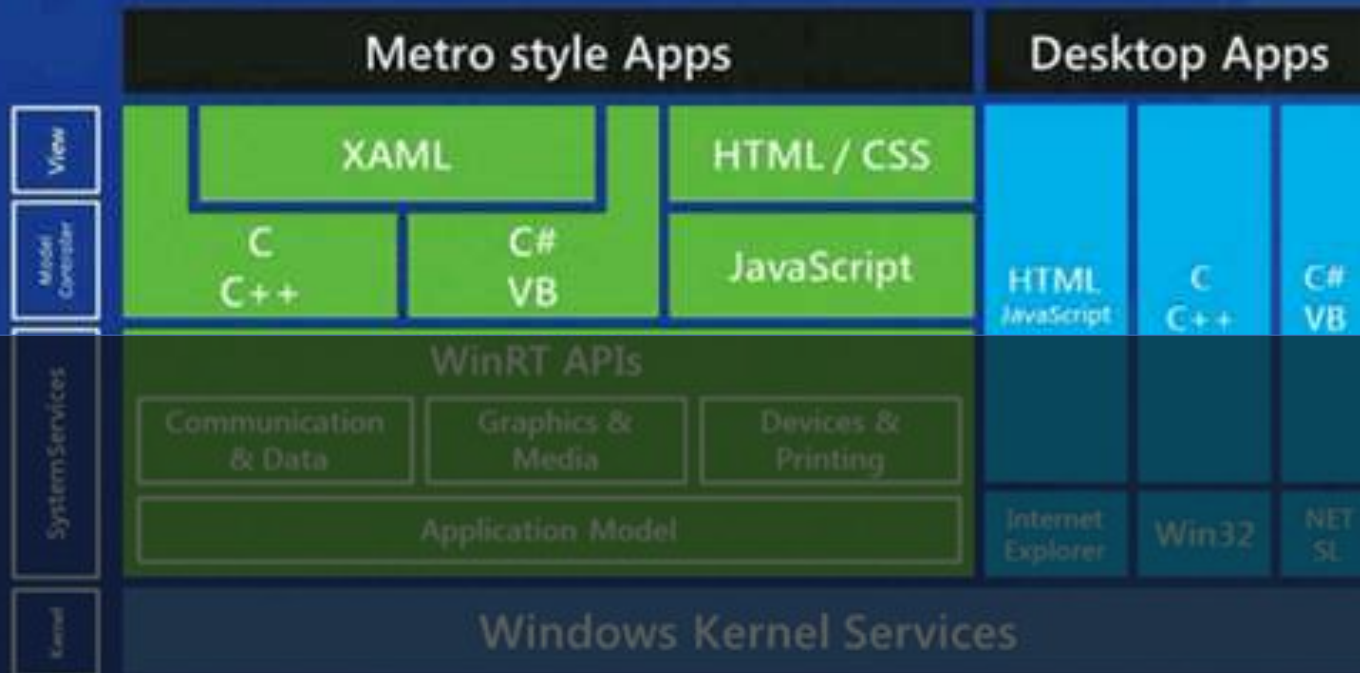 Metro style Apps
Desktop Apps
View
XAML
HTML / CSS
Model
Controller
C
C++
C#
VB
JavaScript
HTML
JavaScript
C
C++
C#
VB
System Services
WinRT APIs
Communication
& Data
Graphics &
Media
Devices &
Printing
Application Model
Internet
Explorer
Win32
NET
SL
Kernel
Windows Kernel Services